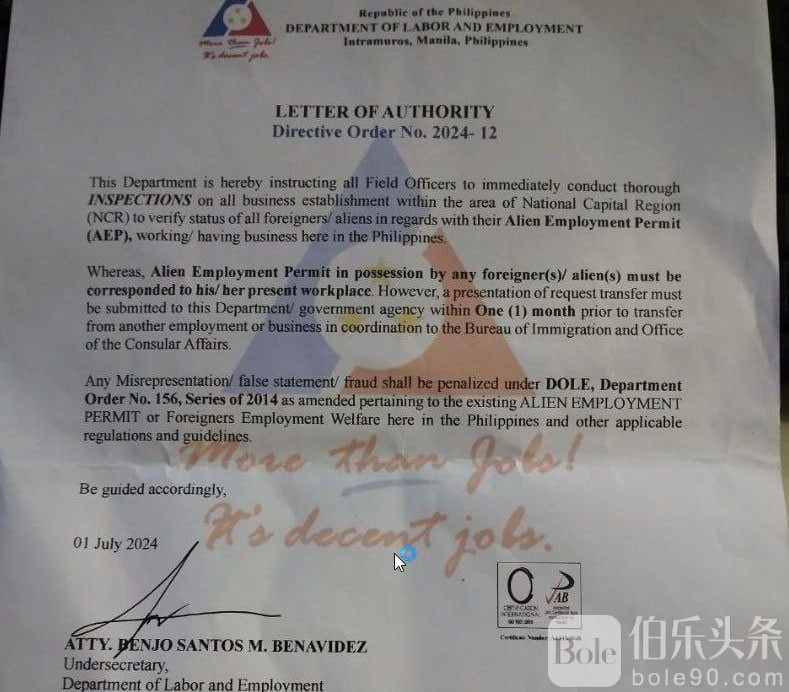 More than Jobs!
It's decent jobs.
Republic of the Philippines
DEPARTMENT OF LABOR AND EMPLOYMENT
Intramuros, Manila, Philippines
LETTER OF AUTHORITY
Directive Order No. 2024- 12
This Department is hereby instructing all Field Officers to immediately conduct thorough
INSPECTIONS on all business establishment within the area of National Capital Region
(NCR) to verify status of all foreigners/ aliens in regards with their Alien Employment Permit
(AEP), working/ having business here in the Philippines.
Whereas, Alien Employment Permit in possession by any foreigner(s)/ alien(s) must be
corresponded to his/ her present workplace. However, a presentation of request transfer must
be submitted to this Department/ government agency within One (1) month prior to transfer
from another employment or business in coordination to the Bureau of Immigration and Office
of the Consular Affairs.
Any Misrepresentation/ false statement/ fraud shall be penalized under DOLE, Department
Order No. 156, Series of 2014 as amended pertaining to the existing ALIEN EMPLOYMENT
PERMIT or Foreigners Employment Welfare here in the Philippines and other applicable
regulations and guidelines.
More than Jobs!
It's decent jobs.
Be guided accordingly,
01 July 2024
ATTY. BENJO SANTOS M. BENAVIDEZ
Undersecretary,
Department of Labor and Employment
CERTIFICATION
INTERNATIONAL
PAB
Certificate Number
Bole 伯乐头条
bole90.com